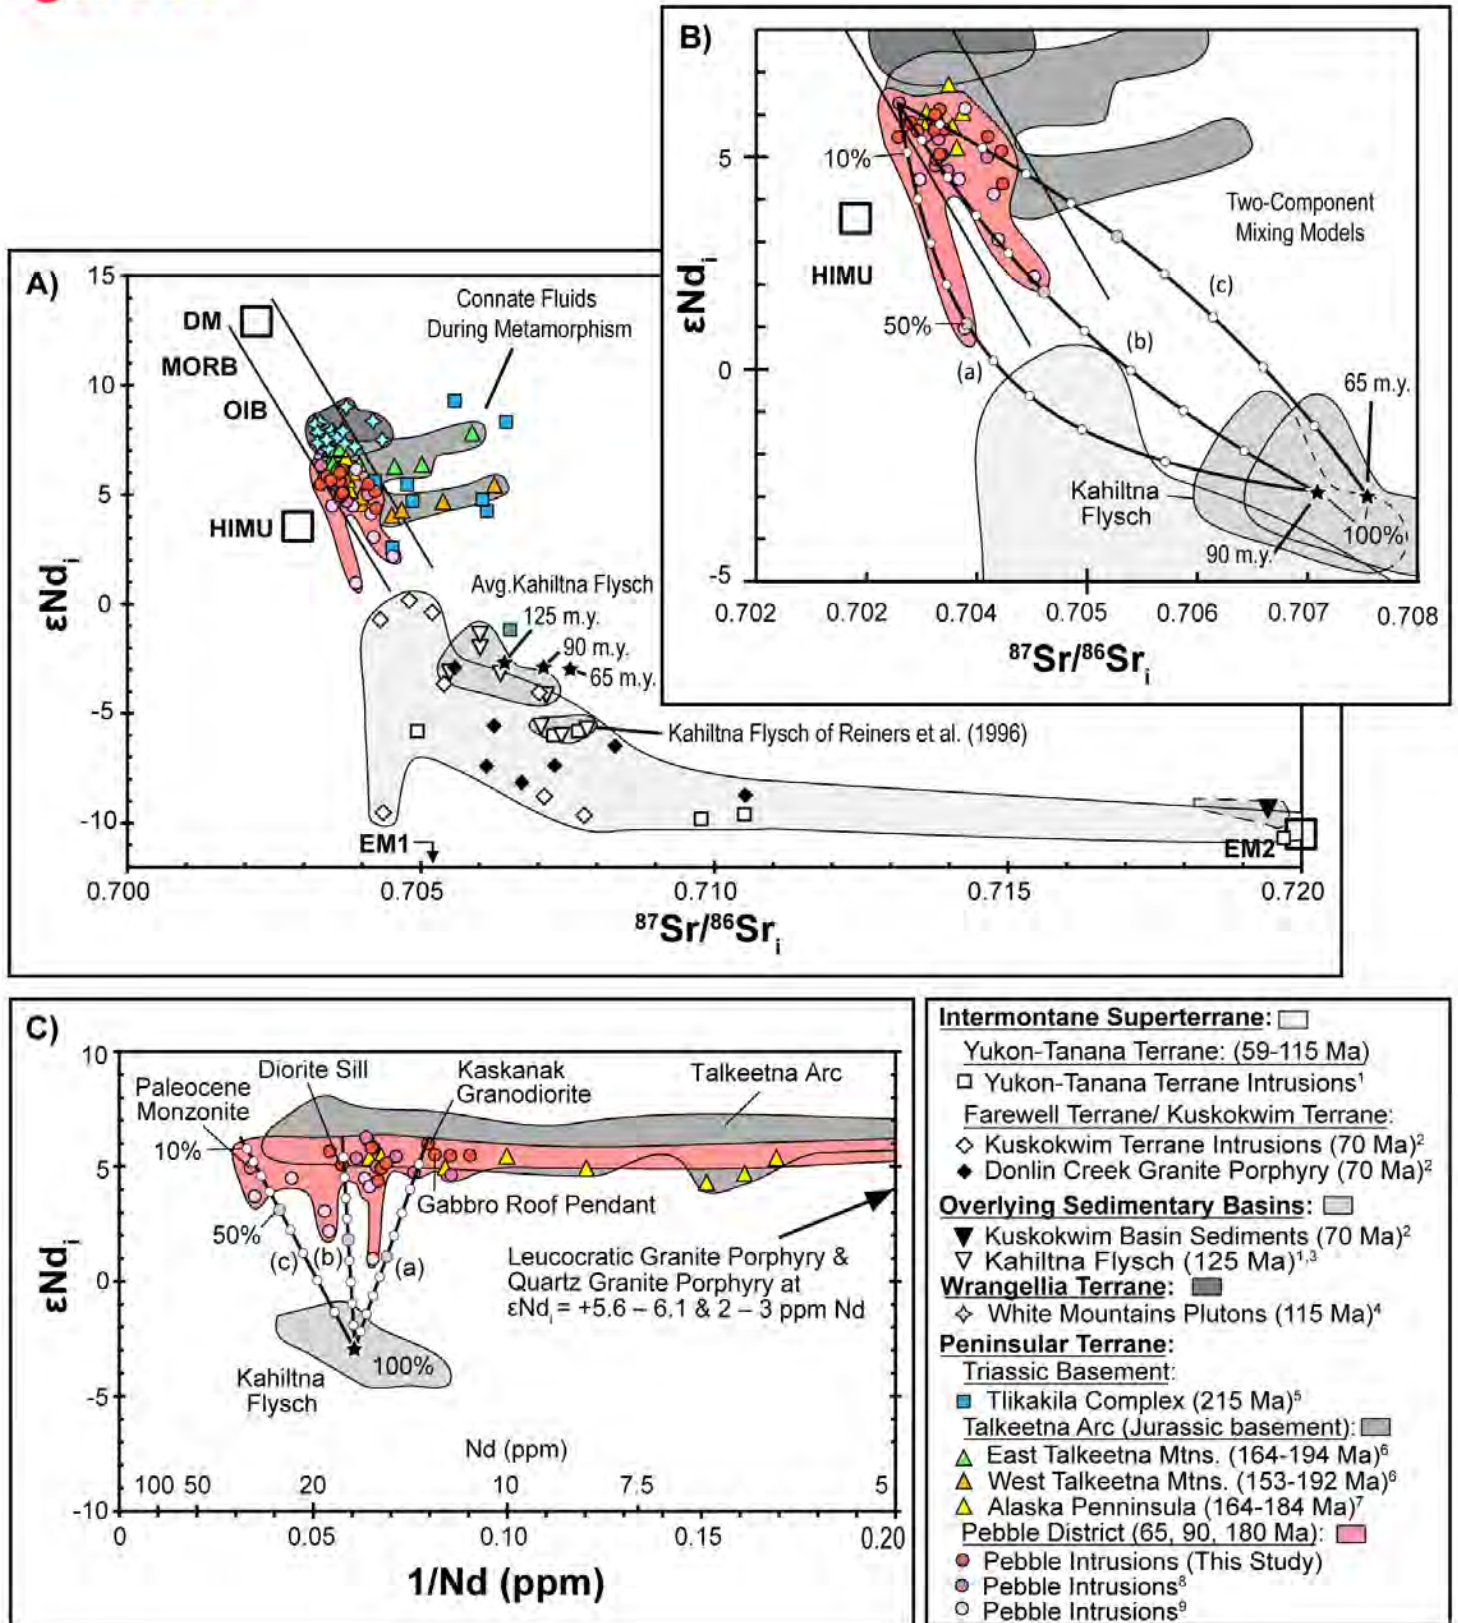 B)
5
0
-5
εNdᵢ
10%
HIMU
50%
(a)
(b)
(c)
Two-Component
Mixing Models
65 m.y.
Kahiltna
Flysch
100%
90 m.y.
0.702
0.702
0.704
0.705
0.706
0.707
0.708
⁸⁷Sr/⁸⁶Srᵢ
A)
15
10
5
0
-5
-10
εNdᵢ
DM
MORB
OIB
HIMU
Connate Fluids
During Metamorphism
Avg.Kahiltna Flysch
125 m.y.
90 m.y.
65 m.y.
Kahiltna Flysch of Reiners et al. (1996)
EM1
EM2
0.700
0.705
0.710
0.715
0.720
⁸⁷Sr/⁸⁶Srᵢ
C)
10
5
0
-5
-10
εNdᵢ
Paleocene
Monzonite
Diorite Sill
Kaskanak
Granodiorite
Talkeetna Arc
10%
50%
(c)
(b)
(a)
Gabbro Roof Pendant
Leucocratic Granite Porphyry &
Quartz Granite Porphyry at
εNdᵢ = +5.6 – 6.1 & 2 – 3 ppm Nd
100%
Kahiltna
Flysch
Nd (ppm)
100 50 20 10 7.5 5
0 0.05 0.10 0.15 0.20
1/Nd (ppm)
Intermontane Superterrane:
Yukon-Tanana Terrane: (59-115 Ma)
Yukon-Tanana Terrane Intrusions¹
Farewell Terrane/ Kuskokwim Terrane:
Kuskokwim Terrane Intrusions (70 Ma)²
Donlin Creek Granite Porphyry (70 Ma)²
Overlying Sedimentary Basins:
Kuskokwim Basin Sediments (70 Ma)²
Kahiltna Flysch (125 Ma)¹,³
Wrangellia Terrane:
White Mountains Plutons (115 Ma)⁴
Peninsular Terrane:
Triassic Basement:
Tlikakila Complex (215 Ma)⁵
Talkeetna Arc (Jurassic basement):
East Talkeetna Mtns. (164-194 Ma)⁶
West Talkeetna Mtns. (153-192 Ma)⁶
Alaska Penninsula (164-184 Ma)⁷
Pebble District (65, 90, 180 Ma):
Pebble Intrusions (This Study)
Pebble Intrusions⁸
Pebble Intrusions⁹